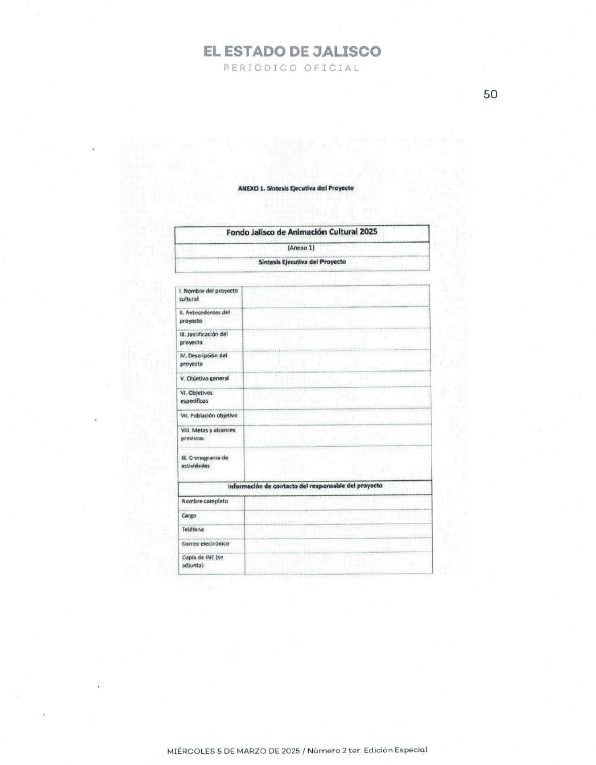 EL ESTADO DE JALISCO
PERIÓDICO OFICIAL
50
ANEXO 1. Síntesis Ejecutiva del Proyecto
Fondo Jalisco de Animación Cultural 2025
(Anexo 1)
Síntesis Ejecutiva del Proyecto
I. Nombre del proyecto
cultural
II. Antecedentes del
proyecto
III. Justificación del
proyecto
IV. Descripción del
proyecto
V. Objetivo general
VI. Objetivos
específicos
VII. Población objetivo
VIII. Metas y alcances
previstos
IX. Cronograma de
actividades
Información de contacto del responsable del proyecto
Nombre completo
Cargo
Teléfono
Correo electrónico
Copia de INE (se
adjunta)
MIÉRCOLES 5 DE MARZO DE 2025 / Número 2 ter. Edición Especial